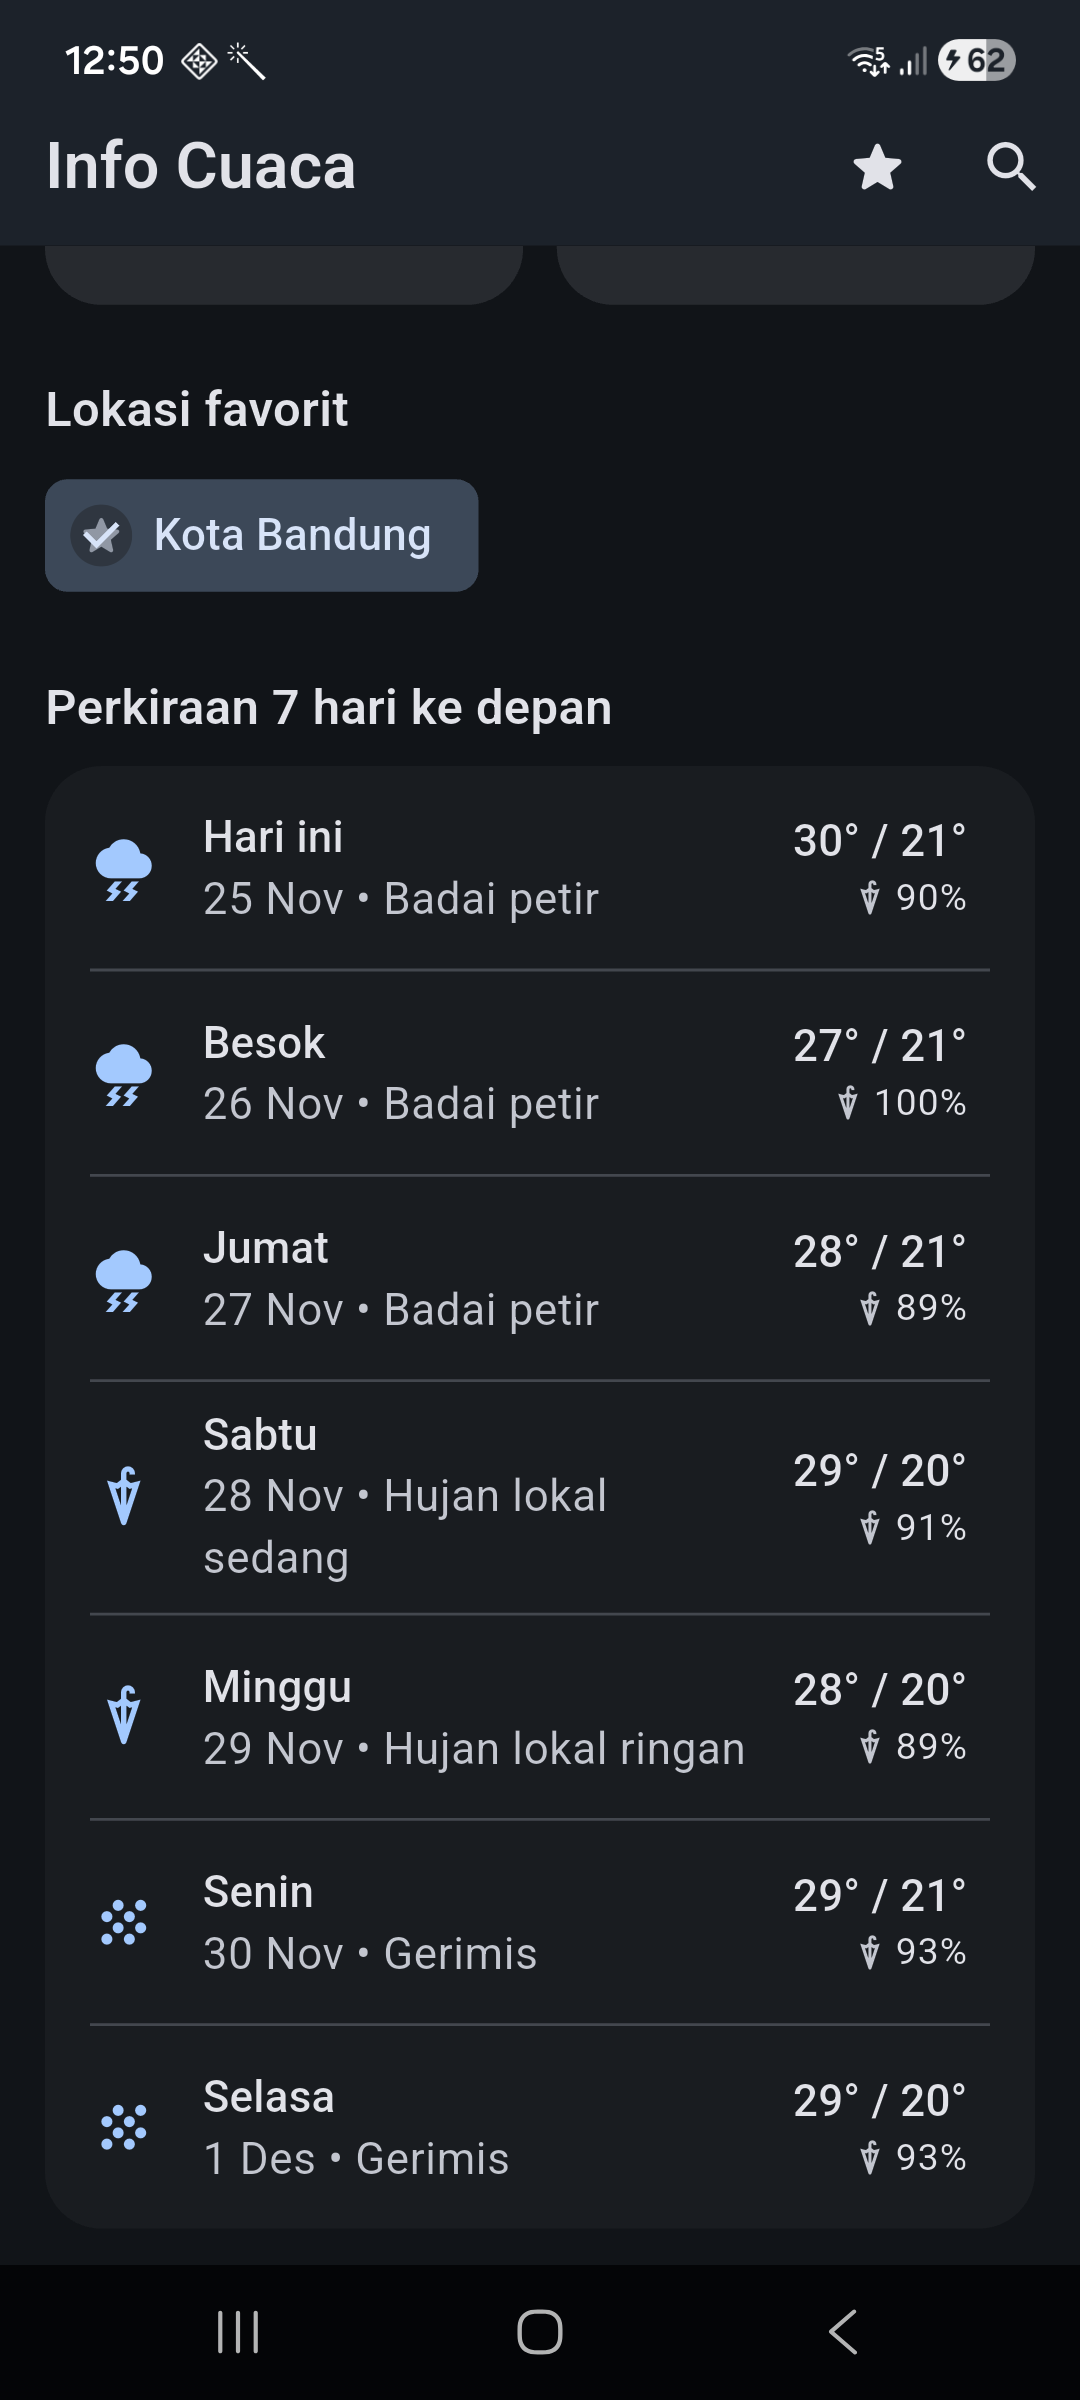 12:50
5
62
Info Cuaca
Lokasi favorit
Kota Bandung
Perkiraan 7 hari ke depan
Hari ini
25 Nov • Badai petir
30° / 21°
90%
Besok
26 Nov • Badai petir
27° / 21°
100%
Jumat
27 Nov • Badai petir
28° / 21°
89%
Sabtu
28 Nov • Hujan lokal
sedang
29° / 20°
91%
Minggu
29 Nov • Hujan lokal ringan
28° / 20°
89%
Senin
30 Nov • Gerimis
29° / 21°
93%
Selasa
1 Des • Gerimis
29° / 20°
93%